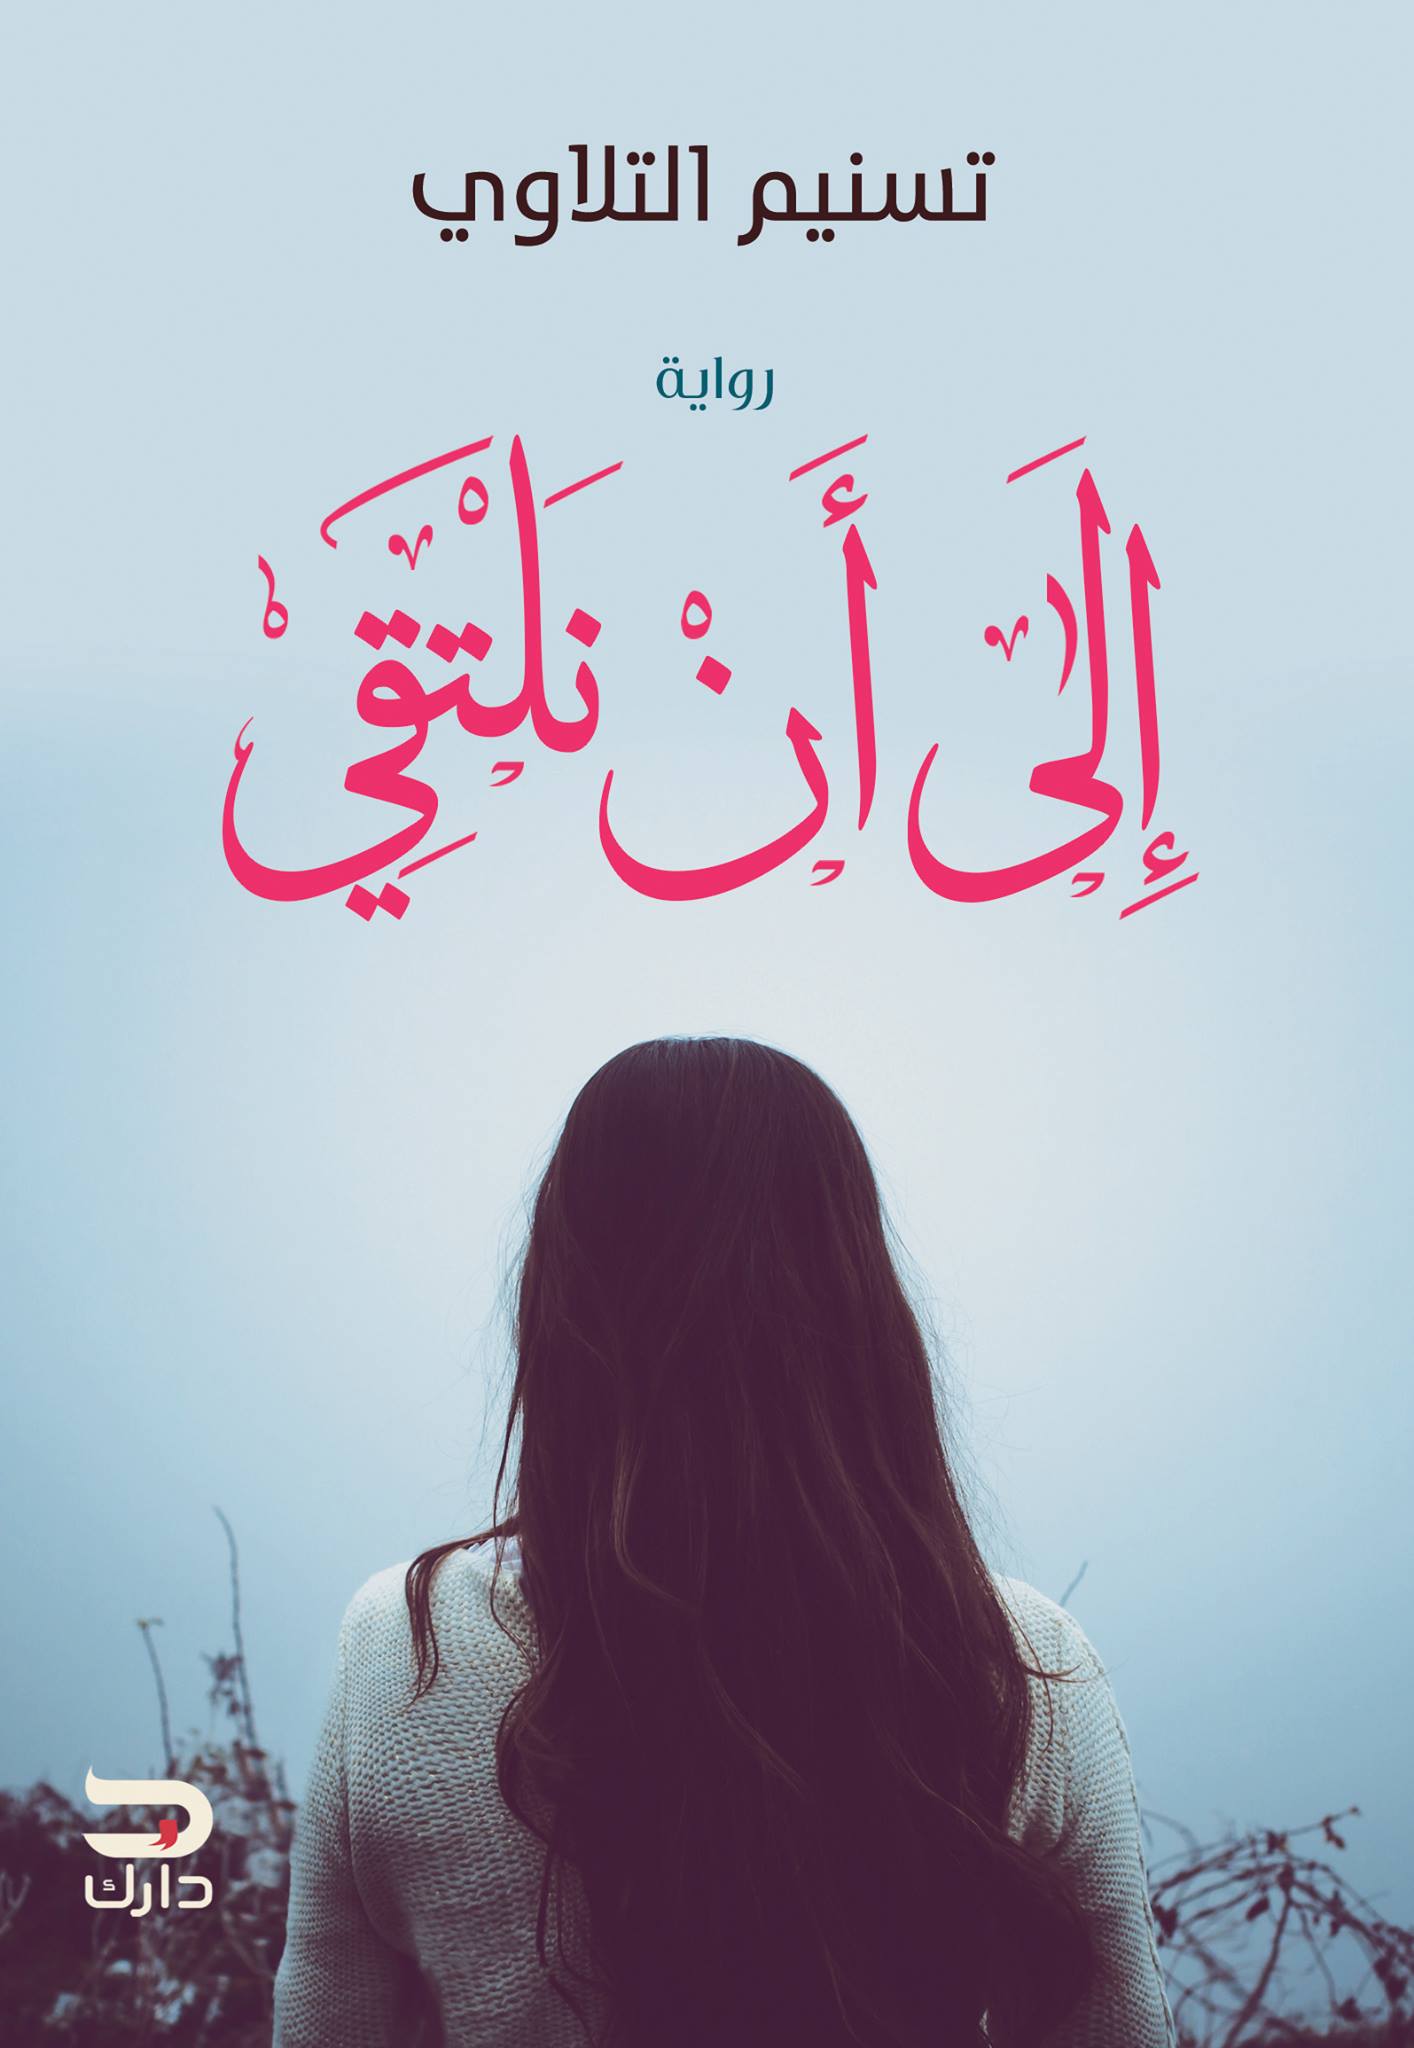 تسنيم التلاوي
رواية
إِلَى أَنْ نَلْتَقِيْ
دارك